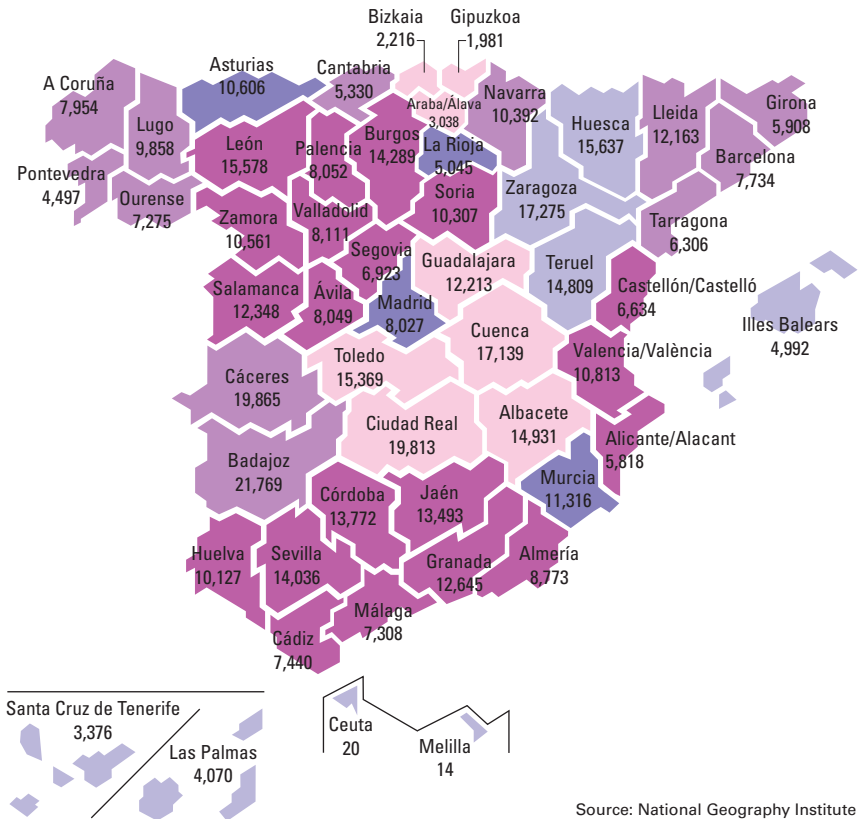 Bizkaia
2,216
Gipuzkoa
1,981
Asturias
10,606
Cantabria
5,330
A Coruña
7,954
Lugo
9,858
Araba/Álava
3,038
Navarra
10,392
Huesca
15,637
Lleida
12,163
Girona
5,908
León
15,578
Palencia
8,052
Burgos
14,289
La Rioja
5,045
Barcelona
7,734
Pontevedra
4,497
Ourense
7,275
Zaragoza
17,275
Soria
10,307
Zamora
10,561
Valladolid
8,111
Tarragona
6,306
Segovia
6,923
Guadalajara
12,213
Teruel
14,809
Salamanca
12,348
Ávila
8,049
Madrid
8,027
Castellón/Castelló
6,634
Illes Balears
4,992
Cuenca
17,139
Toledo
15,369
Valencia/València
10,813
Cáceres
19,865
Ciudad Real
19,813
Albacete
14,931
Alicante/Alacant
5,818
Badajoz
21,769
Murcia
11,316
Córdoba
13,772
Jaén
13,493
Huelva
10,127
Sevilla
14,036
Granada
12,645
Almería
8,773
Málaga
7,308
Cádiz
7,440
Santa Cruz de Tenerife
3,376
Las Palmas
4,070
Ceuta
20
Melilla
14
Source: National Geography Institute